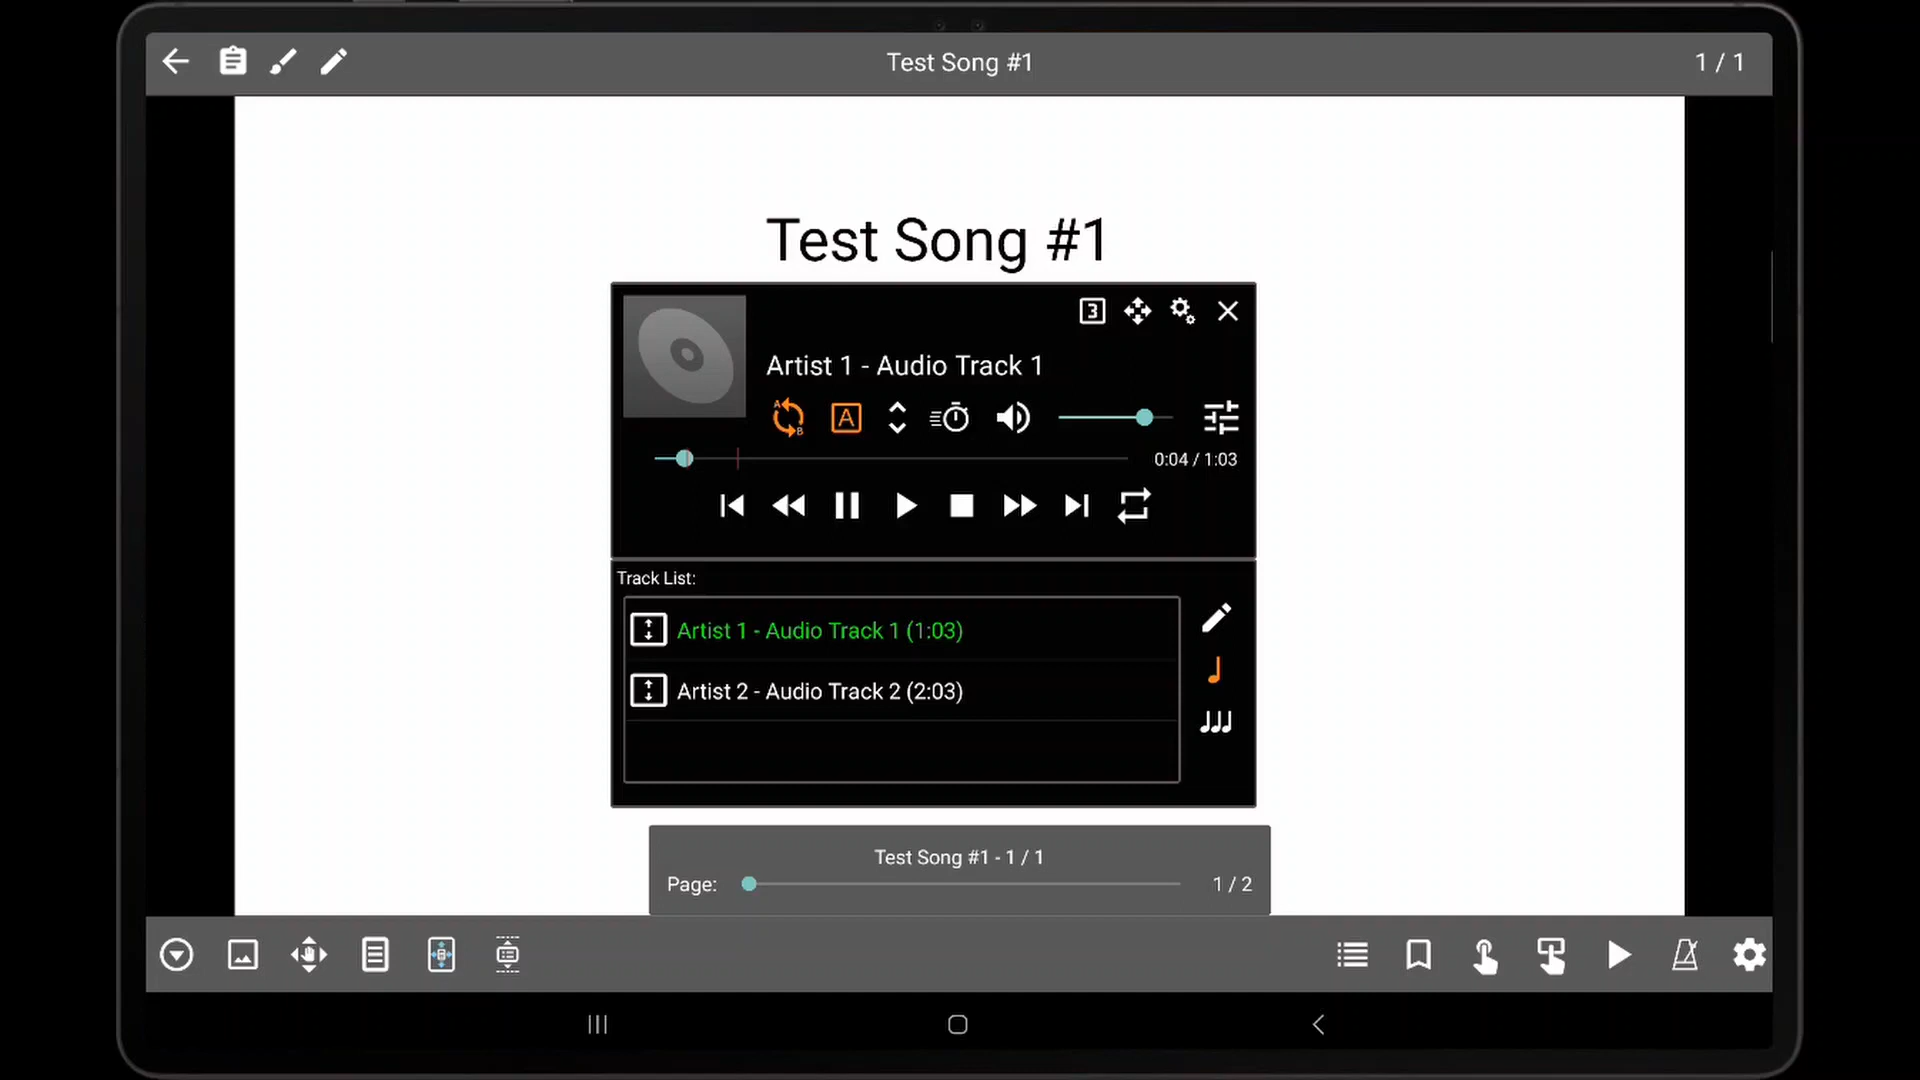 Test Song #1
1 / 1
Test Song #1
3
Artist 1 - Audio Track 1
A
B
A
0:04 / 1:03
Track List:
Artist 1 - Audio Track 1 (1:03)
Artist 2 - Audio Track 2 (2:03)
Test Song #1 - 1 / 1
Page:
1 / 2